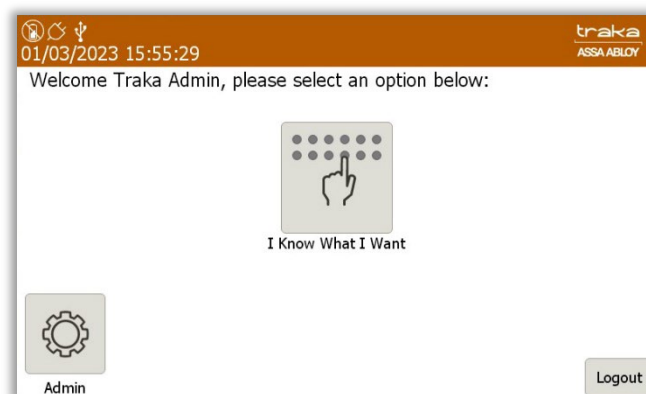 traka
01/03/2023 15:55:29
ASSA ABLOY
Welcome Traka Admin, please select an option below:
I Know What I Want
Admin
Logout